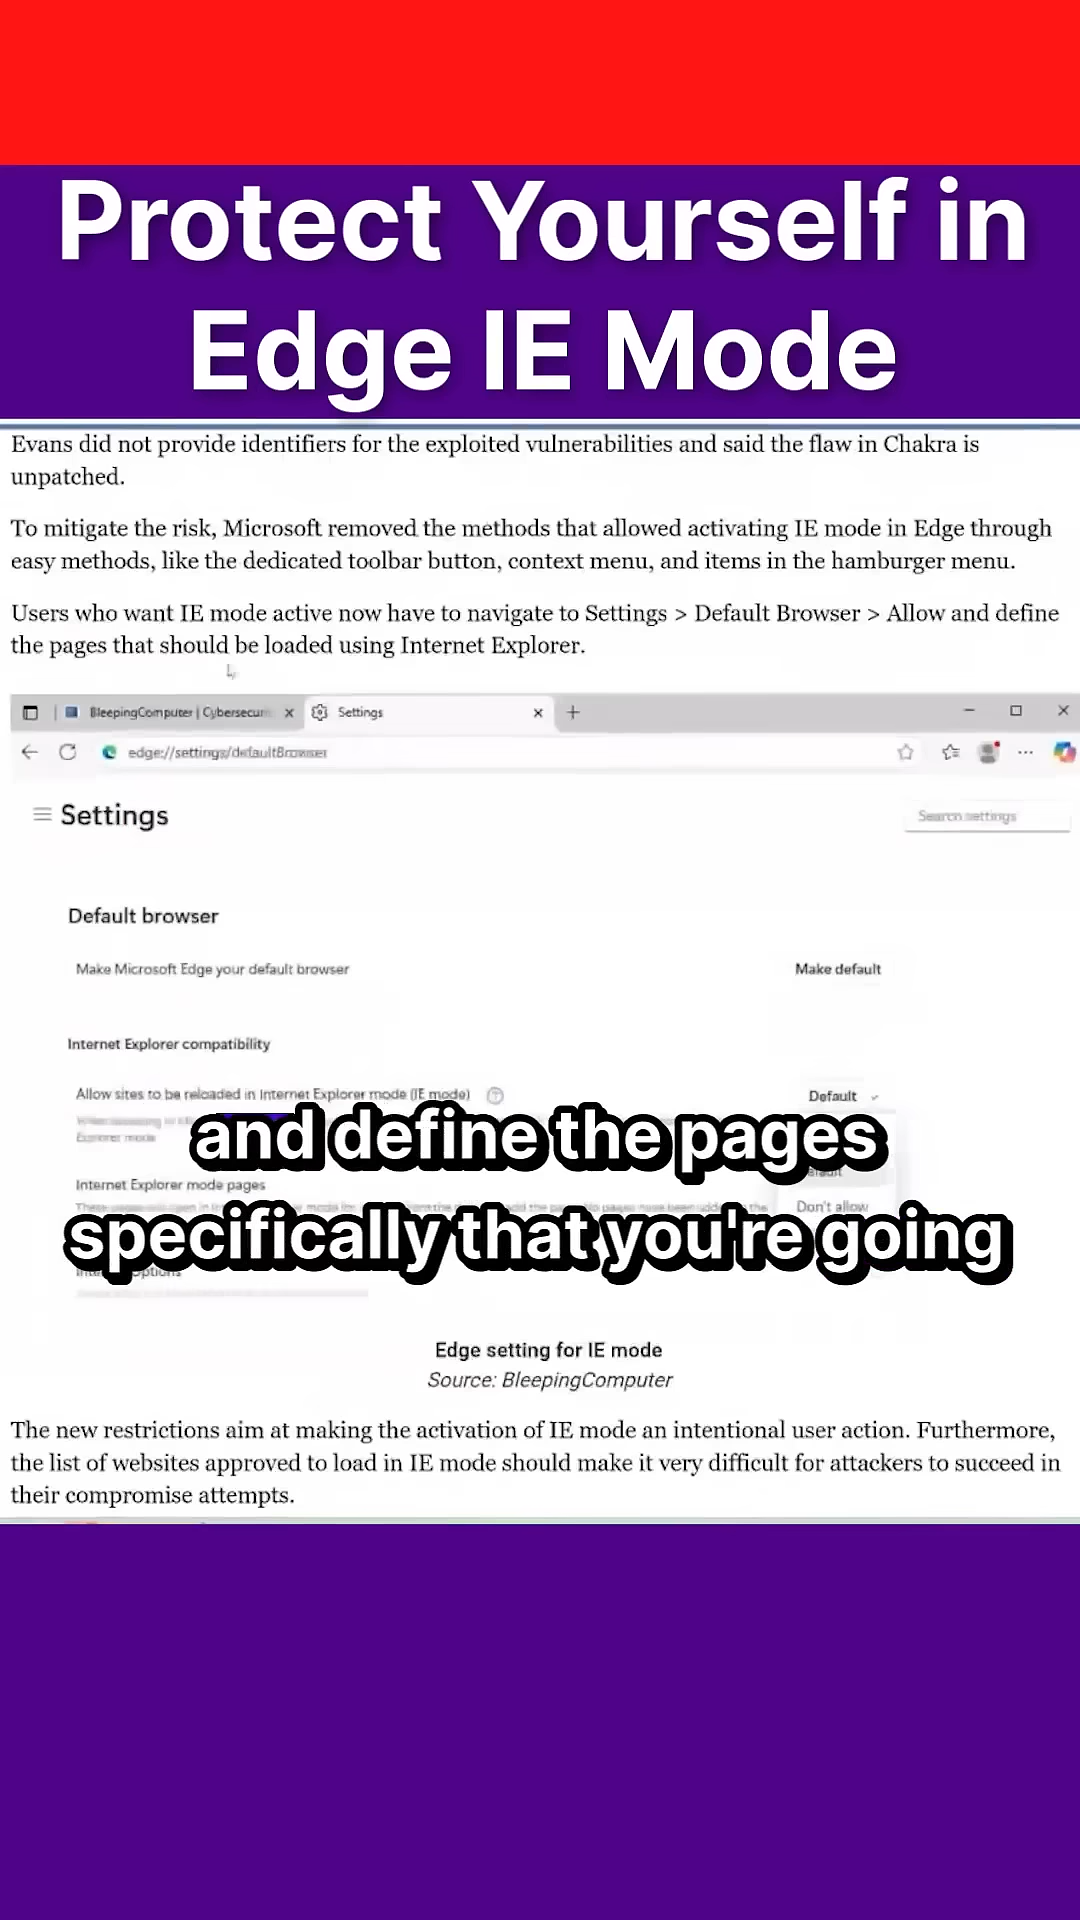 Protect Yourself in
Edge IE Mode
Evans did not provide identifiers for the exploited vulnerabilities and said the flaw in Chakra is
unpatched.
To mitigate the risk, Microsoft removed the methods that allowed activating IE mode in Edge through
easy methods, like the dedicated toolbar button, context menu, and items in the hamburger menu.
Users who want IE mode active now have to navigate to Settings > Default Browser > Allow and define
the pages that should be loaded using Internet Explorer.
BleepingComputer | Cybersecuri
Settings
edge://settings/defaultBrowser
Settings
Search settings
Default browser
Make Microsoft Edge your default browser
Make default
Internet Explorer compatibility
Allow sites to be reloaded in Internet Explorer mode (IE mode)
Default
Explorer mode
and define the pages
Internet Explorer mode pages
Don't allow
specifically that you're going
Edge setting for IE mode
Source: BleepingComputer
The new restrictions aim at making the activation of IE mode an intentional user action. Furthermore,
the list of websites approved to load in IE mode should make it very difficult for attackers to succeed in
their compromise attempts.